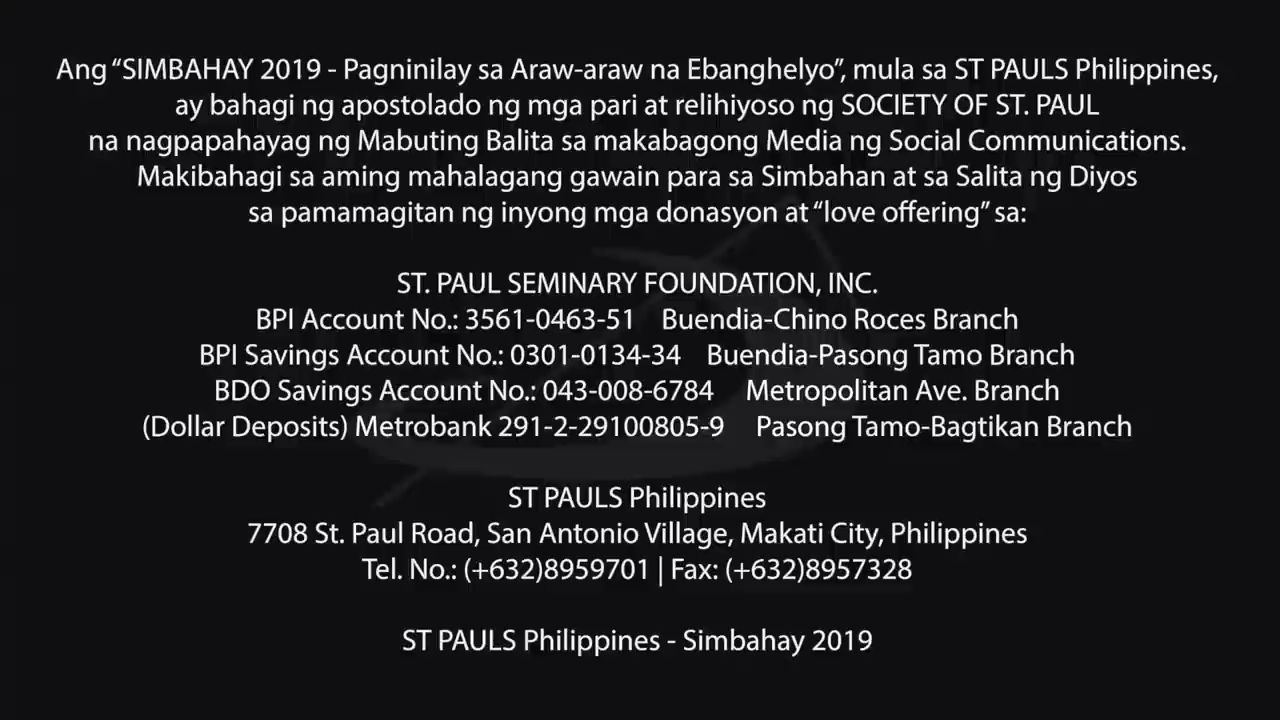 Ang “SIMBAHAY 2019 - Pagninilay sa Araw-araw na Ebanghelyo”, mula sa ST PAULS Philippines,
ay bahagi ng apostolado ng mga pari at relihiyoso ng SOCIETY OF ST. PAUL
na nagpapahayag ng Mabuting Balita sa makabagong Media ng Social Communications.
Makibahagi sa aming mahalagang gawain para sa Simbahan at sa Salita ng Diyos
sa pamamagitan ng inyong mga donasyon at “love offering” sa:
ST. PAUL SEMINARY FOUNDATION, INC.
BPI Account No.: 3561-0463-51 Buendia-Chino Roces Branch
BPI Savings Account No.: 0301-0134-34 Buendia-Pasong Tamo Branch
BDO Savings Account No.: 043-008-6784 Metropolitan Ave. Branch
(Dollar Deposits) Metrobank 291-2-29100805-9 Pasong Tamo-Bagtikan Branch
ST PAULS Philippines
7708 St. Paul Road, San Antonio Village, Makati City, Philippines
Tel. No.: (+632)8959701 | Fax: (+632)8957328
ST PAULS Philippines - Simbahay 2019